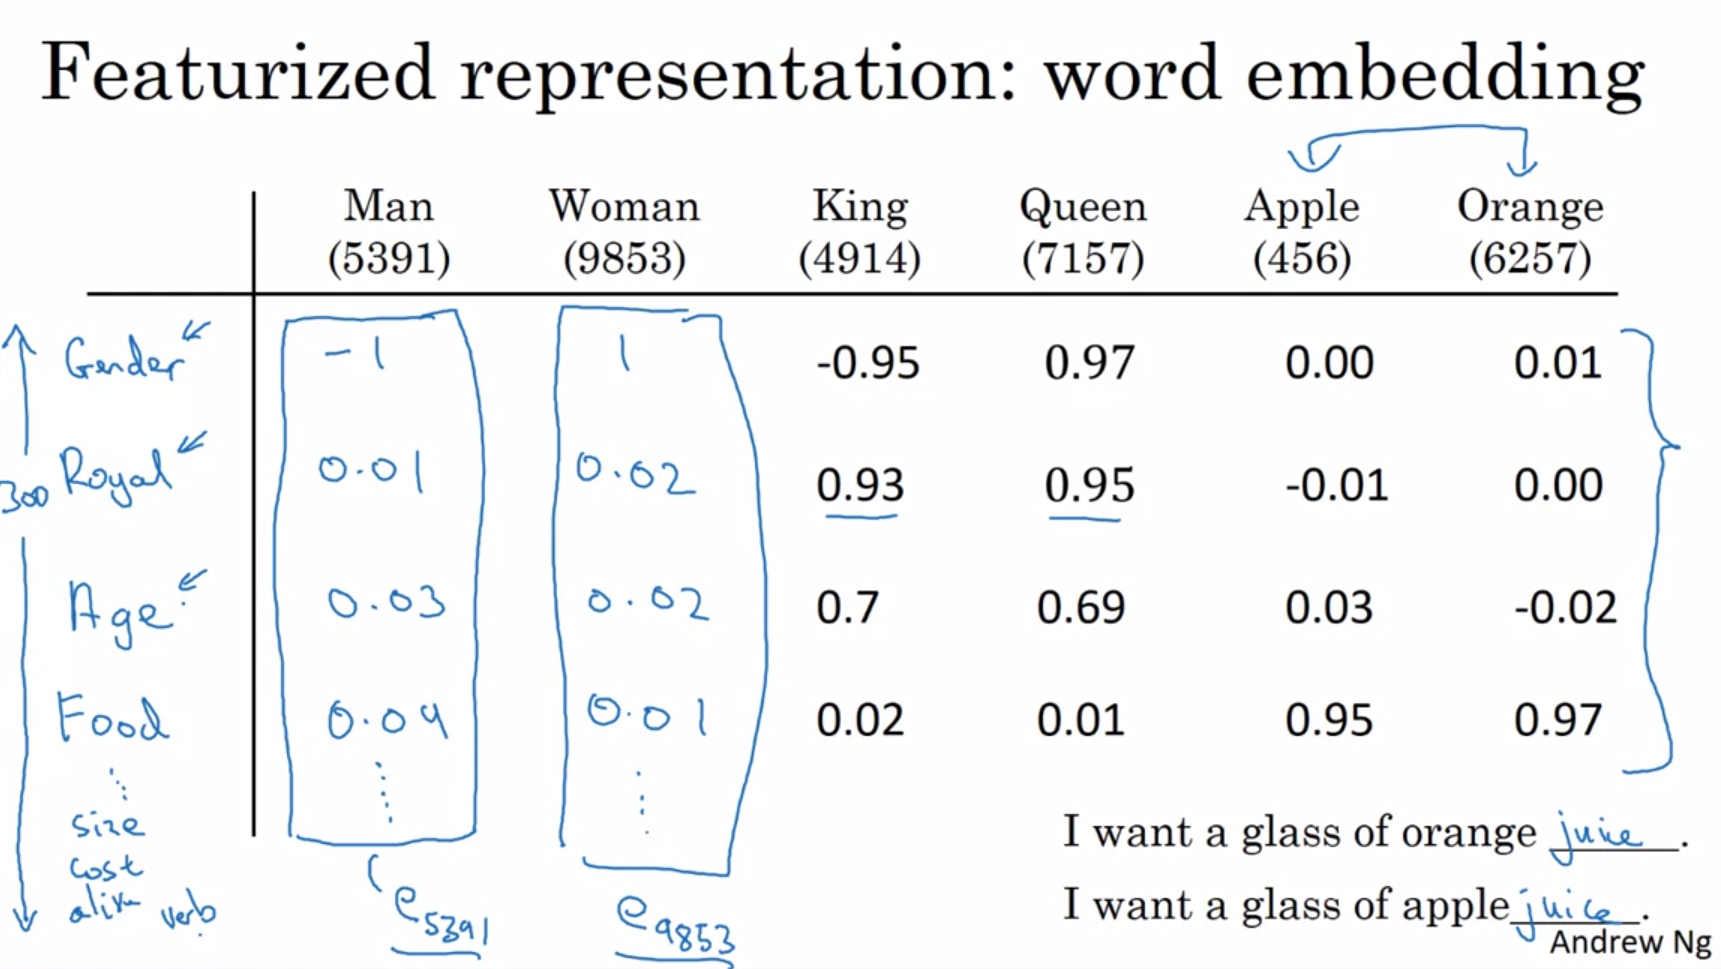 Featurized representation: word embedding
Man Woman King Queen Apple Orange
(5391) (9853) (4914) (7157) (456) (6257)
Gender -1 1 -0.95 0.97 0.00 0.01
300 Royal 0.01 0.02 0.93 0.95 -0.01 0.00
Age 0.03 0.02 0.7 0.69 0.03 -0.02
Food 0.04 0.01 0.02 0.01 0.95 0.97
size
cost
alive verb
e5391 e9853
I want a glass of orange juice.
I want a glass of apple juice.
Andrew Ng